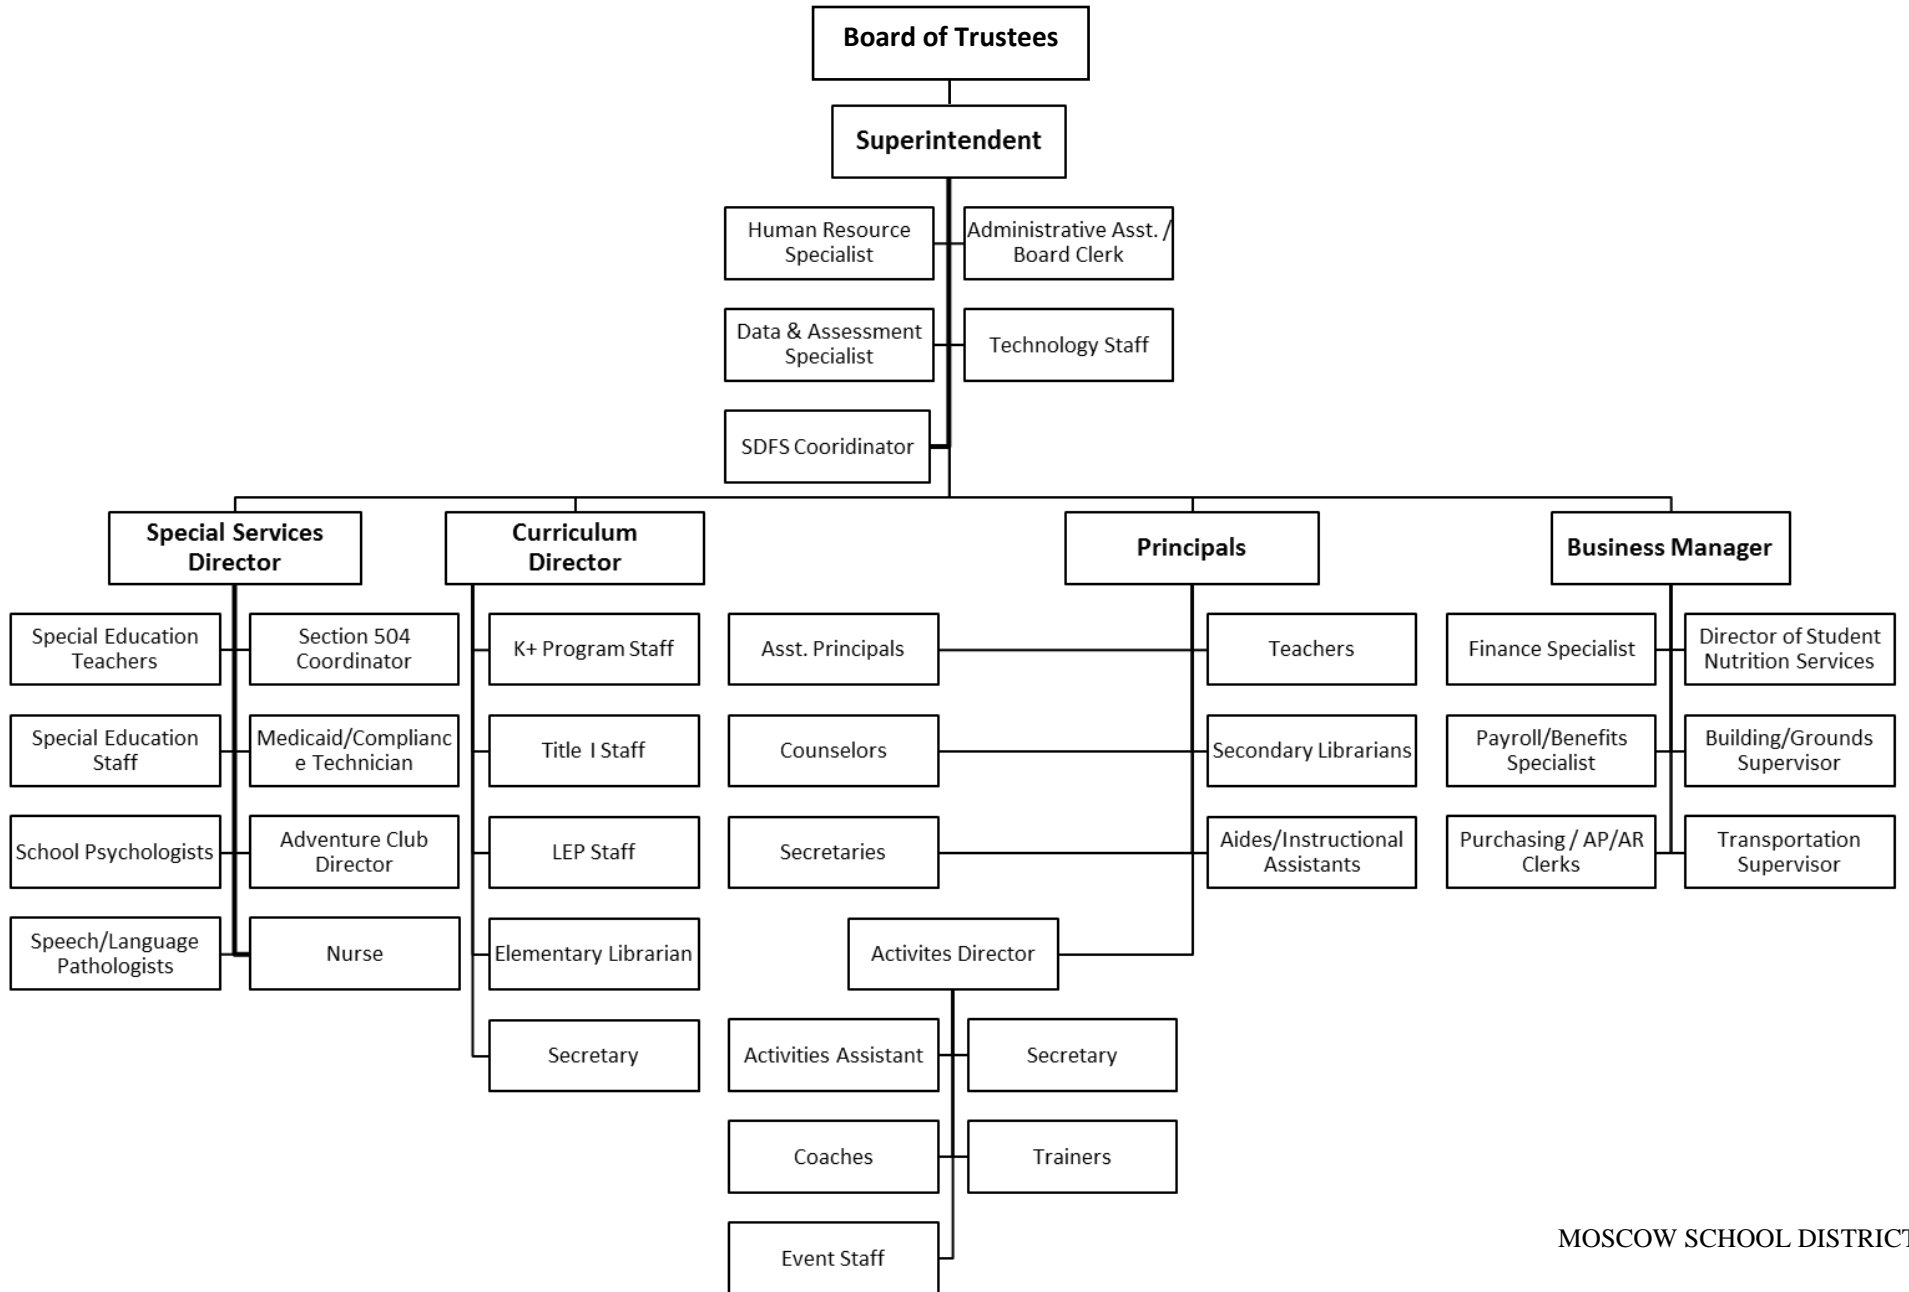 Board of Trustees
Superintendent
Human Resource
Specialist
Administrative Asst. /
Board Clerk
Data & Assessment
Specialist
Technology Staff
SDFS Cooridinator
Special Services
Director
Curriculum
Director
Principals
Business Manager
Special Education
Teachers
Section 504
Coordinator
Special Education
Staff
Medicaid/Complianc
e Technician
School Psychologists
Adventure Club
Director
Speech/Language
Pathologists
Nurse
K+ Program Staff
Title I Staff
LEP Staff
Elementary Librarian
Secretary
Asst. Principals
Teachers
Counselors
Secondary Librarians
Secretaries
Aides/Instructional
Assistants
Activites Director
Activities Assistant
Secretary
Coaches
Trainers
Event Staff
Finance Specialist
Director of Student
Nutrition Services
Payroll/Benefits
Specialist
Building/Grounds
Supervisor
Purchasing / AP/AR
Clerks
Transportation
Supervisor
MOSCOW SCHOOL DISTRICT